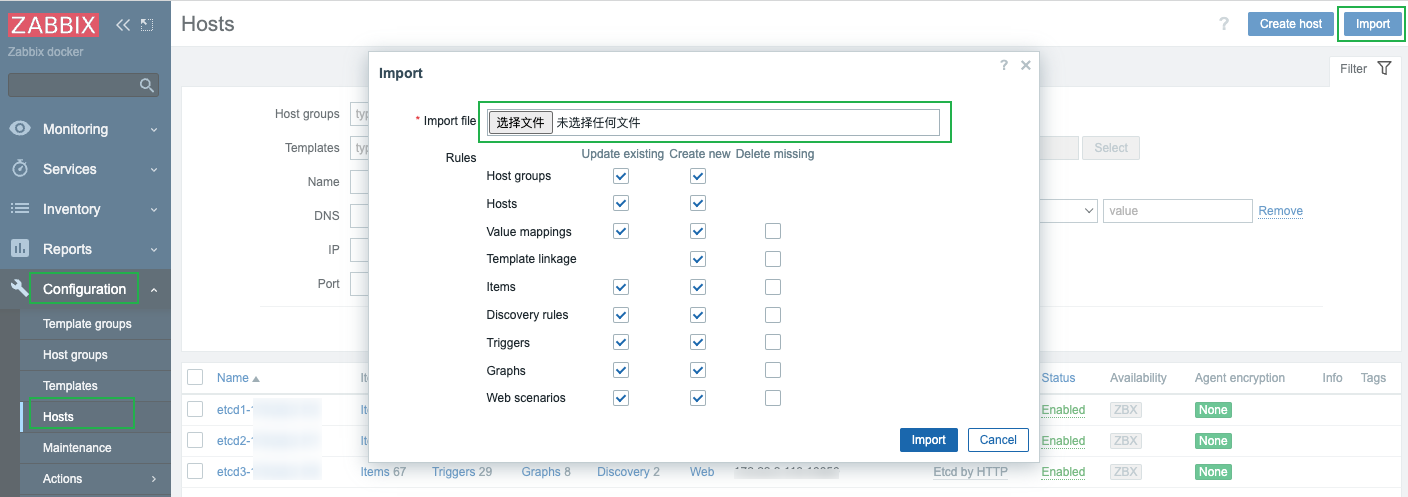 ZABBIX
Zabbix docker
Monitoring
Services
Inventory
Reports
Configuration
Template groups
Host groups
Templates
Hosts
Maintenance
Actions
Hosts
? Create host Import
Filter
Host groups
Templates
Select
Name
DNS
value Remove
IP
Port
Import
? ×
* Import file 选择文件 未选择任何文件
Rules Update existing Create new Delete missing
Host groups
Hosts
Value mappings
Template linkage
Items
Discovery rules
Triggers
Graphs
Web scenarios
Import Cancel
Name Status Availability Agent encryption Info Tags
etcd1- Enabled ZBX None
etcd2- Enabled ZBX None
etcd3- Items 67 Triggers 29 Graphs 8 Discovery 2 Web Etcd by HTTP Enabled ZBX None